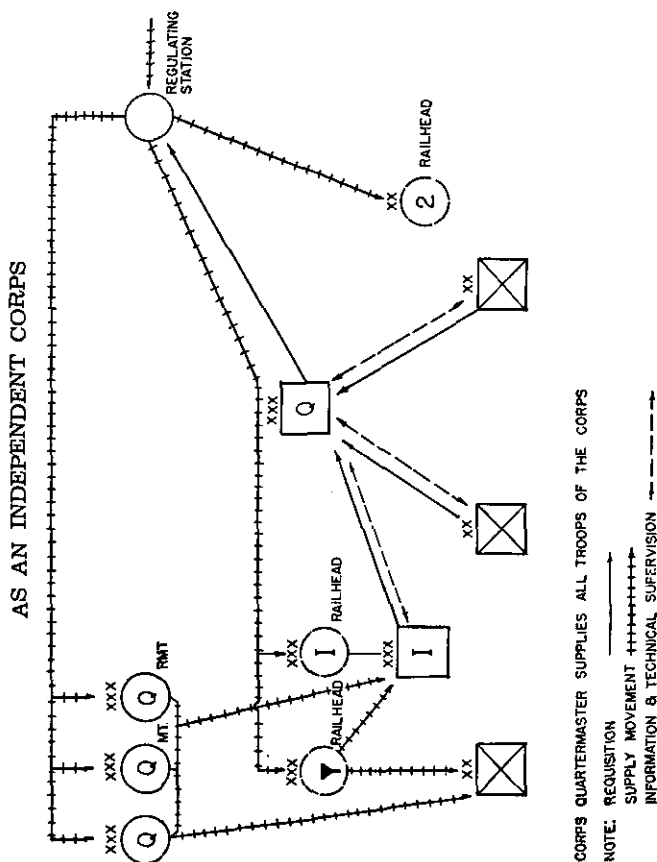 AS AN INDEPENDENT CORPS
XXX
Q
XXX
Q
MT.
XXX
Q
RMT
REGULATING
STATION
XXX
Y
RAILHEAD
XXX
I
RAILHEAD
XXX
Q
XX
2
RAILHEAD
XXX
I
XX
XX
XX
CORPS QUARTERMASTER SUPPLIES ALL TROOPS OF THE CORPS
NOTE: REQUISITION
SUPPLY MOVEMENT
INFORMATION & TECHNICAL SUPERVISION